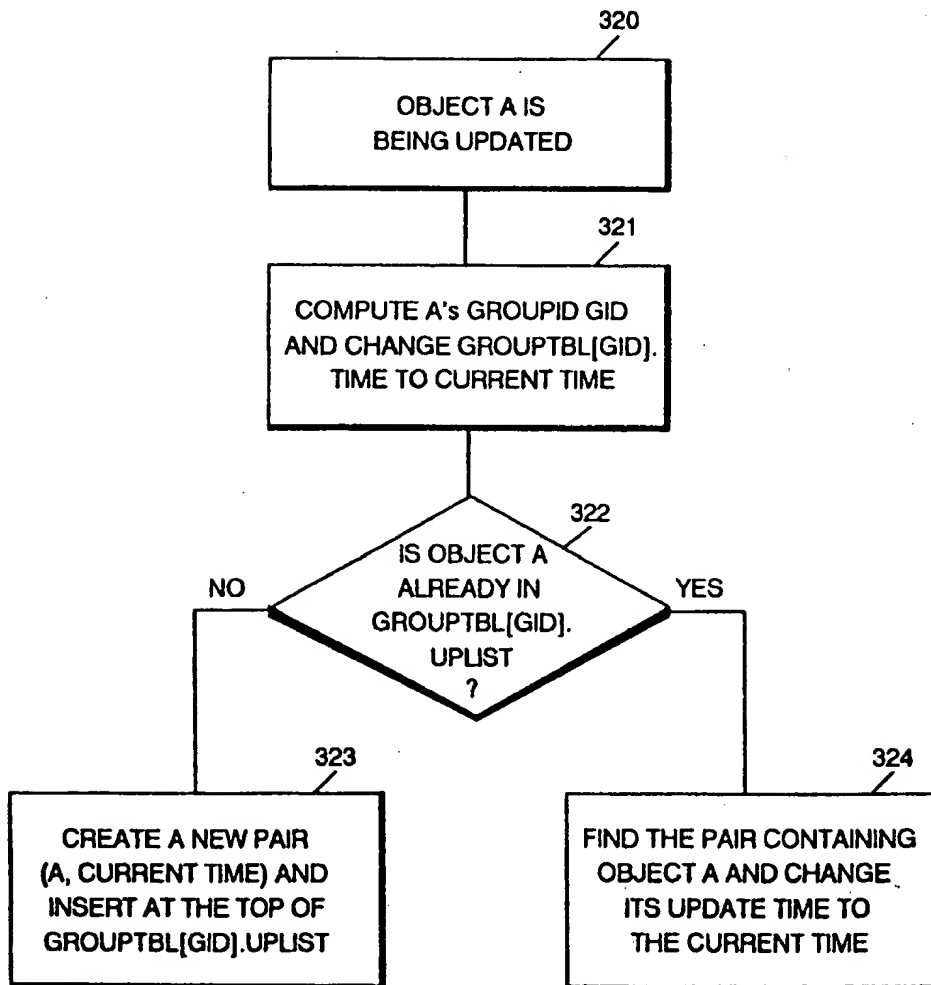 320
OBJECT A IS
BEING UPDATED
321
COMPUTE A's GROUPID GID
AND CHANGE GROUPTBL[GID].
TIME TO CURRENT TIME
322
IS OBJECT A
ALREADY IN
GROUPTBL[GID].
UPLIST
?
NO
YES
323
CREATE A NEW PAIR
(A, CURRENT TIME) AND
INSERT AT THE TOP OF
GROUPTBL[GID].UPLIST
324
FIND THE PAIR CONTAINING
OBJECT A AND CHANGE
ITS UPDATE TIME TO
THE CURRENT TIME